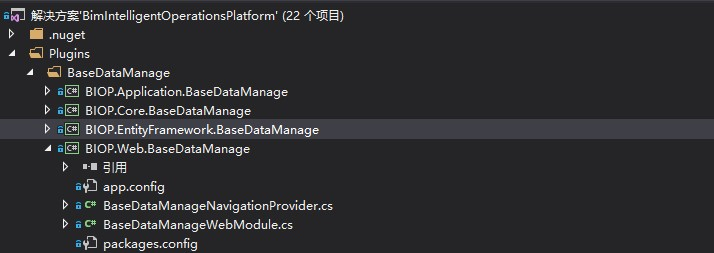 解决方案'BimIntelligentOperationsPlatform' (22 个项目)
.nuget
Plugins
BaseDataManage
C# BIOP.Application.BaseDataManage
C# BIOP.Core.BaseDataManage
C# BIOP.EntityFramework.BaseDataManage
C# BIOP.Web.BaseDataManage
引用
app.config
C# BaseDataManageNavigationProvider.cs
C# BaseDataManageWebModule.cs
packages.config